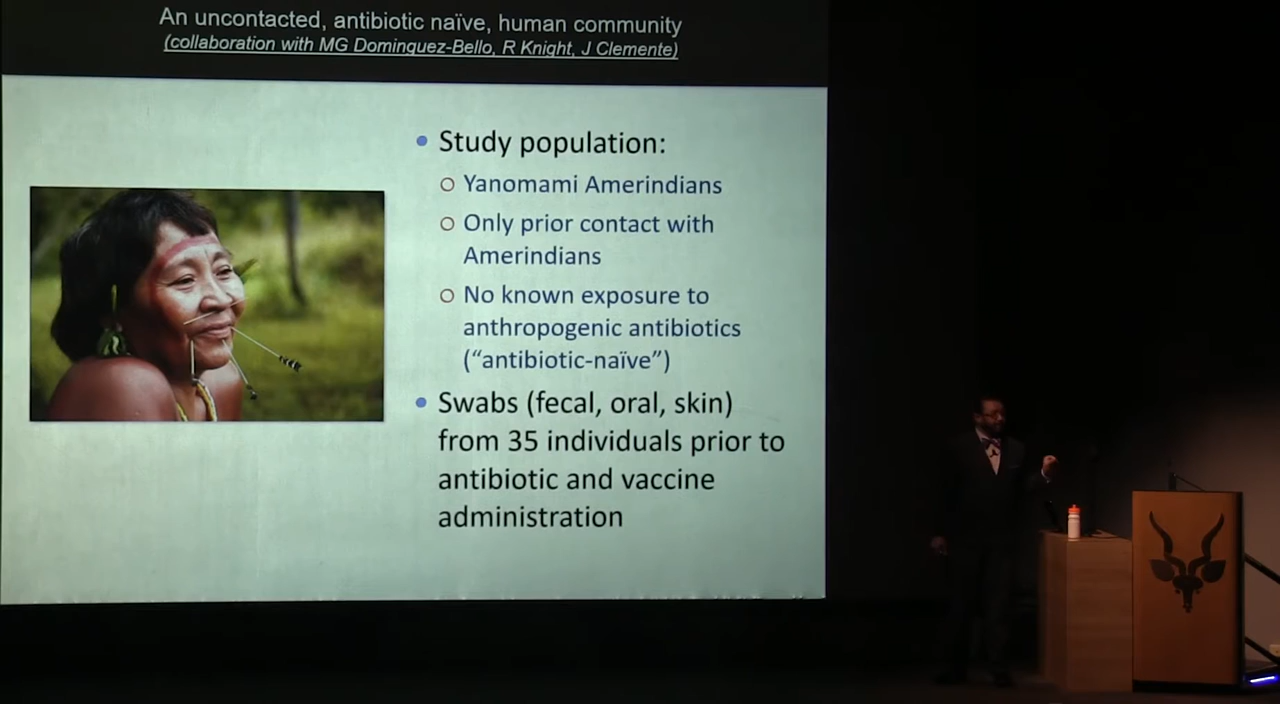 An uncontacted, antibiotic naïve, human community
(collaboration with MG Dominguez-Bello, R Knight, J Clemente)
• Study population:
○ Yanomami Amerindians
○ Only prior contact with
Amerindians
○ No known exposure to
anthropogenic antibiotics
(“antibiotic-naïve”)
• Swabs (fecal, oral, skin)
from 35 individuals prior to
antibiotic and vaccine
administration